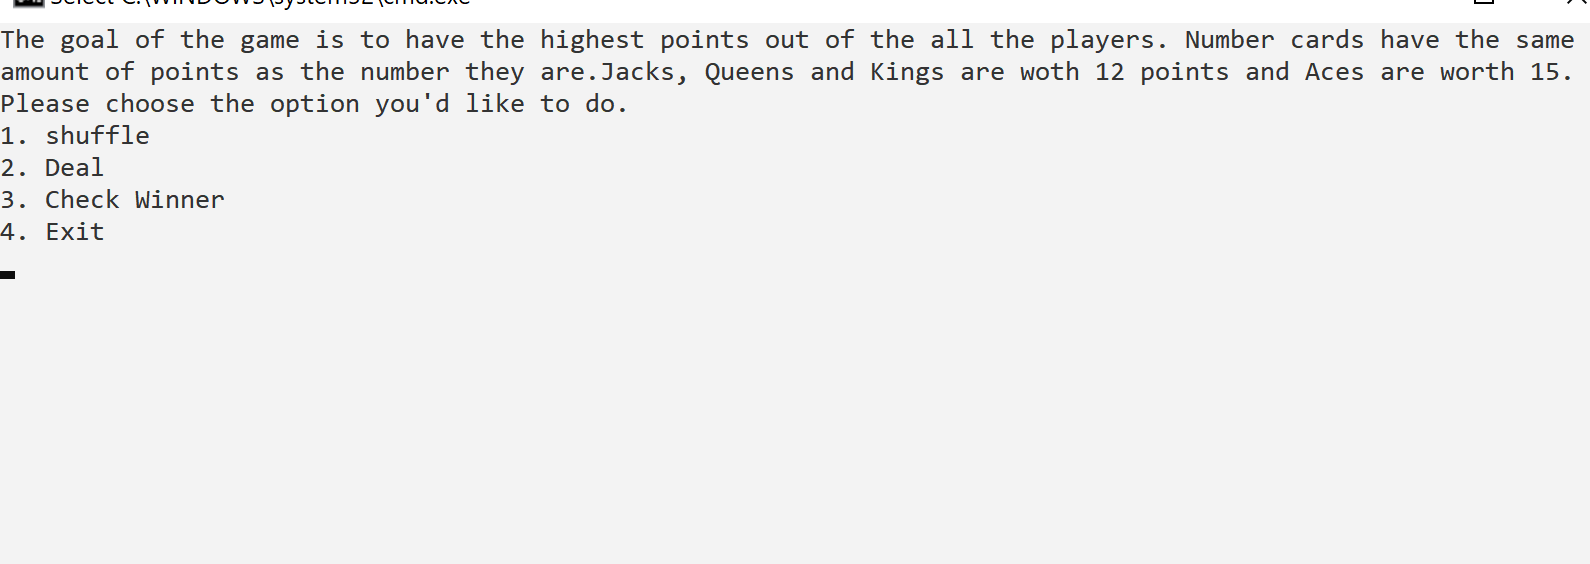 Select C:\WINDOWS\system32\cmd.exe
The goal of the game is to have the highest points out of the all the players. Number cards have the same
amount of points as the number they are.Jacks, Queens and Kings are woth 12 points and Aces are worth 15.
Please choose the option you'd like to do.
1. shuffle
2. Deal
3. Check Winner
4. Exit